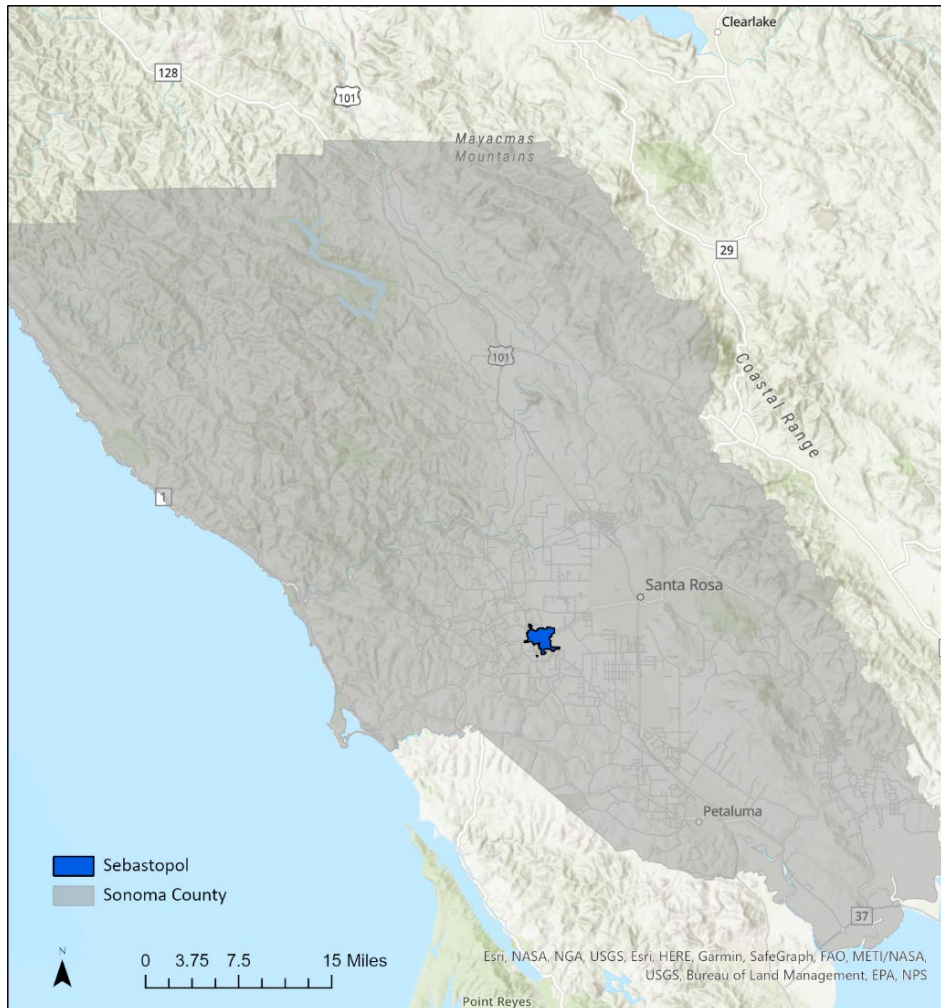 Clearlake
128
101
Mayacmas
Mountains
29
101
Coastal Range
1
Santa Rosa
Petaluma
Sebastopol
Sonoma County
37
N
0 3.75 7.5 15 Miles
Esri, NASA, NGA, USGS, Esri, HERE, Garmin, SafeGraph, FAO, METI/NASA,
USGS, Bureau of Land Management, EPA, NPS
Point Reyes